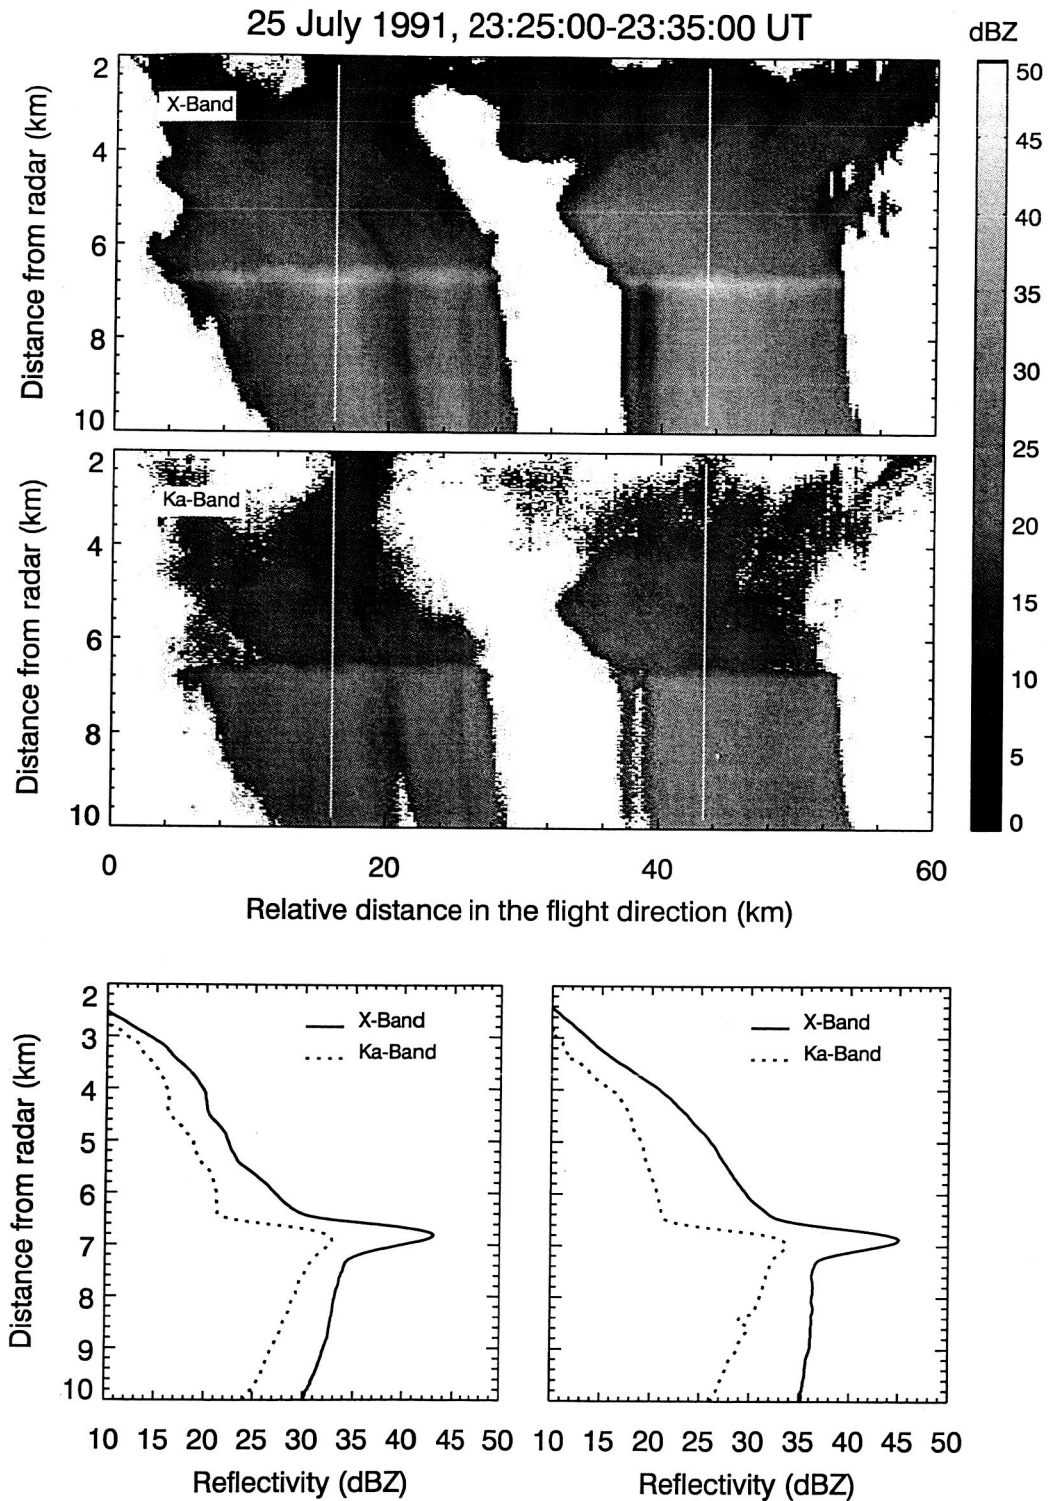 25 July 1991, 23:25:00-23:35:00 UT
dBZ
X-Band
Distance from radar (km)
2
4
6
8
10
50
45
40
35
30
25
20
15
10
5
0
Ka-Band
Distance from radar (km)
2
4
6
8
10
0 20 40 60
Relative distance in the flight direction (km)
Distance from radar (km)
2
3
4
5
6
7
8
9
10
X-Band
Ka-Band
10 15 20 25 30 35 40 45 50
Reflectivity (dBZ)
X-Band
Ka-Band
10 15 20 25 30 35 40 45 50
Reflectivity (dBZ)